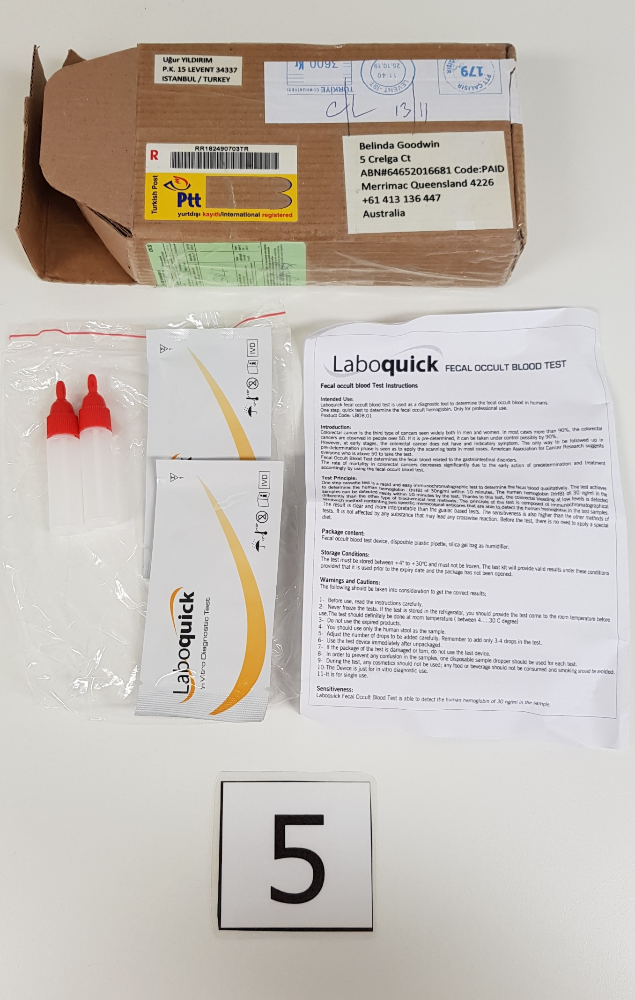 Uğur YILDIRIM
P.K. 15 LEVENT 34337
ISTANBUL / TURKEY
3600 Kr
TÜRKİYE CUMHURİYETİ
25.10.19
11:40
LEVENT-İST
179
PTT ÇALIŞIR
13/11
R
RR182490703TR
Turkish Post
Ptt
yurtdışı kayıtlı/international registered
Belinda Goodwin
5 Crelga Ct
ABN#64652016681 Code:PAID
Merrimac Queensland 4226
+61 413 136 447
Australia
CN 22
1
IVD
1
IVD
Laboquick
In Vitro Diagnostic Test
Laboquick FECAL OCCULT BLOOD TEST
Fecal occult blood Test Instructions
Intended Use:
Laboquick fecal occult blood test is used as a diagnostic tool to determine the fecal occult blood in humans.
One step, quick test to determine the fecal occult hemoglobin. Only for professional use.
Product Code: LBOB.01
Introduction:
Colorectal cancer is the third type of cancers seen widely both in men and women. In most cases more than 90%, the colorectal
cancers are observed in people over 50. If it is pre-determined, it can be taken under control possibly by 90%.
However, at early stages, the colorectal cancer does not have and indicatory symptom. The only way to be followed up in
pre-determination phase is seen as to apply the scanning tests in most cases. American Association for Cancer Research suggests
everyone who is above 50 to take the test.
Fecal Occult Blood Test determines the fecal blood related to the gastrointestinal disorders.
The rate of mortality in colorectal cancers decreases significantly due to the early action of predetermination and treatment
accordingly by using the fecal occult blood test.
Test Principle:
One step cassette test is a rapid and easy immunochromatographic test to determine the fecal blood qualitatively. The test achieves
to determine the human hemoglobin (hHB) of 30ng/ml within 10 minutes. The human hemoglobin (hHB) of 30 ng/ml in the
samples can be detected easily within 10 minutes by the test. Thanks to this test, the colorectal bleeding at low levels is detected
differently than the other type of biochemical test methods. The principle of the test is composed of immunochromatographical
sandwich method contenting two specific monocolonal anticores that are able to detect the human hemoglobin in the test samples.
The result is clear and more interpretable than the guaiac based tests. The sensitiveness is also higher than the other methods of
tests. It is not affected by any substance that may lead any crosswise reaction. Before the test, there is no need to apply a special
diet.
Package content:
Fecal occult blood test device, disposible plastic pipette, silica gel bag as humidifier.
Storage Conditions:
The test must be stored between +4° to +30°C and must not be frozen. The test kit will provide valid results under these conditions
provided that it is used prior to the expiry date and the package has not been opened.
Warnings and Cautions:
The following should be taken into consideration to get the correct results;
1- Before use, read the instructions carefully,
2- Never freeze the tests. If the test is stored in the refrigerator, you should provide the test come to the room temperature before
use.The test should definitely be done at room temperature ( between 4.....30 C degree)
3- Do not use the expired products.
4- You should use only the human stool as the sample.
5- Adjust the number of drops to be added carefully. Remember to add only 3-4 drops in the test.
6- Use the test device immediately after unpackaged.
7- If the package of the test is damaged or torn, do not use the test device.
8- In order to prevent any confusion in the samples, one disposable sample dropper should be used for each test.
9- During the test, any cosmetics should not be used; any food or beverage should not be consumed and smoking should be avoided.
10-The Device is just for in vitro diagnostic use.
11-It is for single use.
Sensitiveness:
Laboquick Fecal Occult Blood Test is able to detect the human hemoglobin of 30 ng/ml in the sample.
5